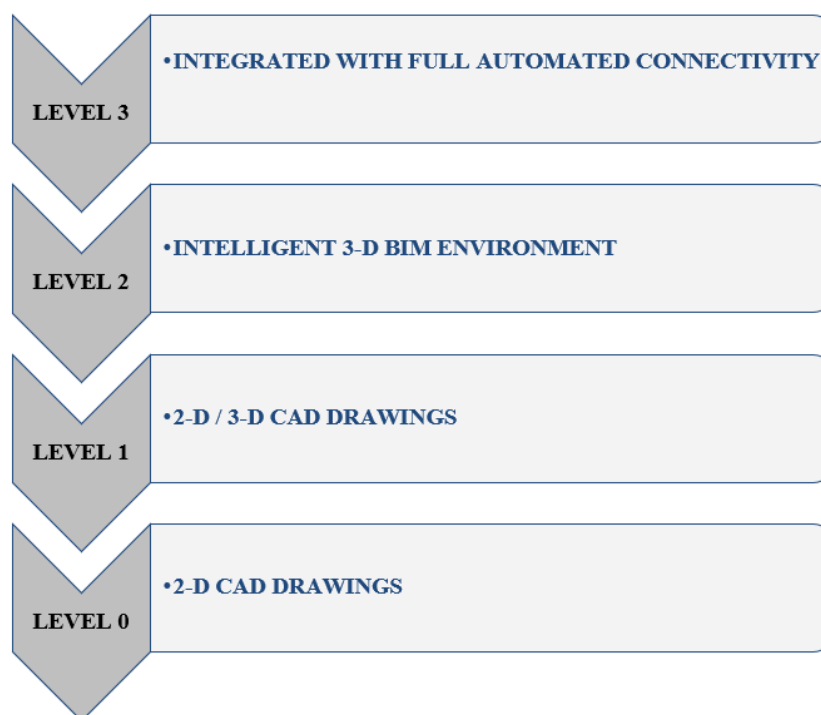 •INTEGRATED WITH FULL AUTOMATED CONNECTIVITY
LEVEL 3
•INTELLIGENT 3-D BIM ENVIRONMENT
LEVEL 2
•2-D / 3-D CAD DRAWINGS
LEVEL 1
•2-D CAD DRAWINGS
LEVEL 0